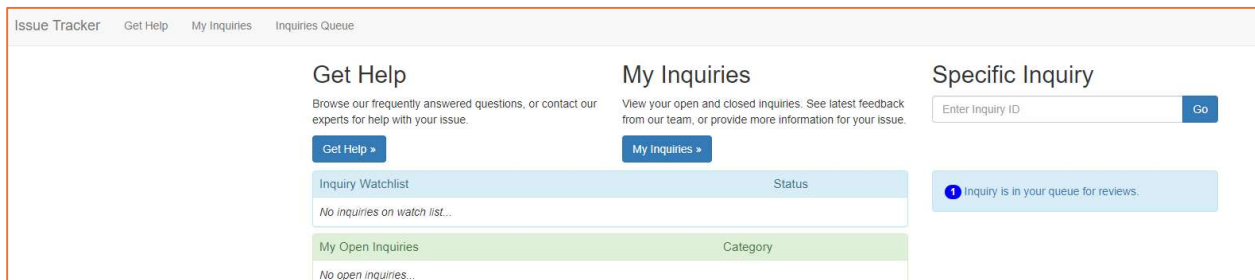 Issue Tracker Get Help My Inquiries Inquiries Queue
Get Help
Browse our frequently answered questions, or contact our
experts for help with your issue.
Get Help »
My Inquiries
View your open and closed inquiries. See latest feedback
from our team, or provide more information for your issue.
My Inquiries »
Specific Inquiry
Enter Inquiry ID Go
Inquiry Watchlist Status
No inquiries on watch list...
1 Inquiry is in your queue for reviews.
My Open Inquiries Category
No open inquiries...